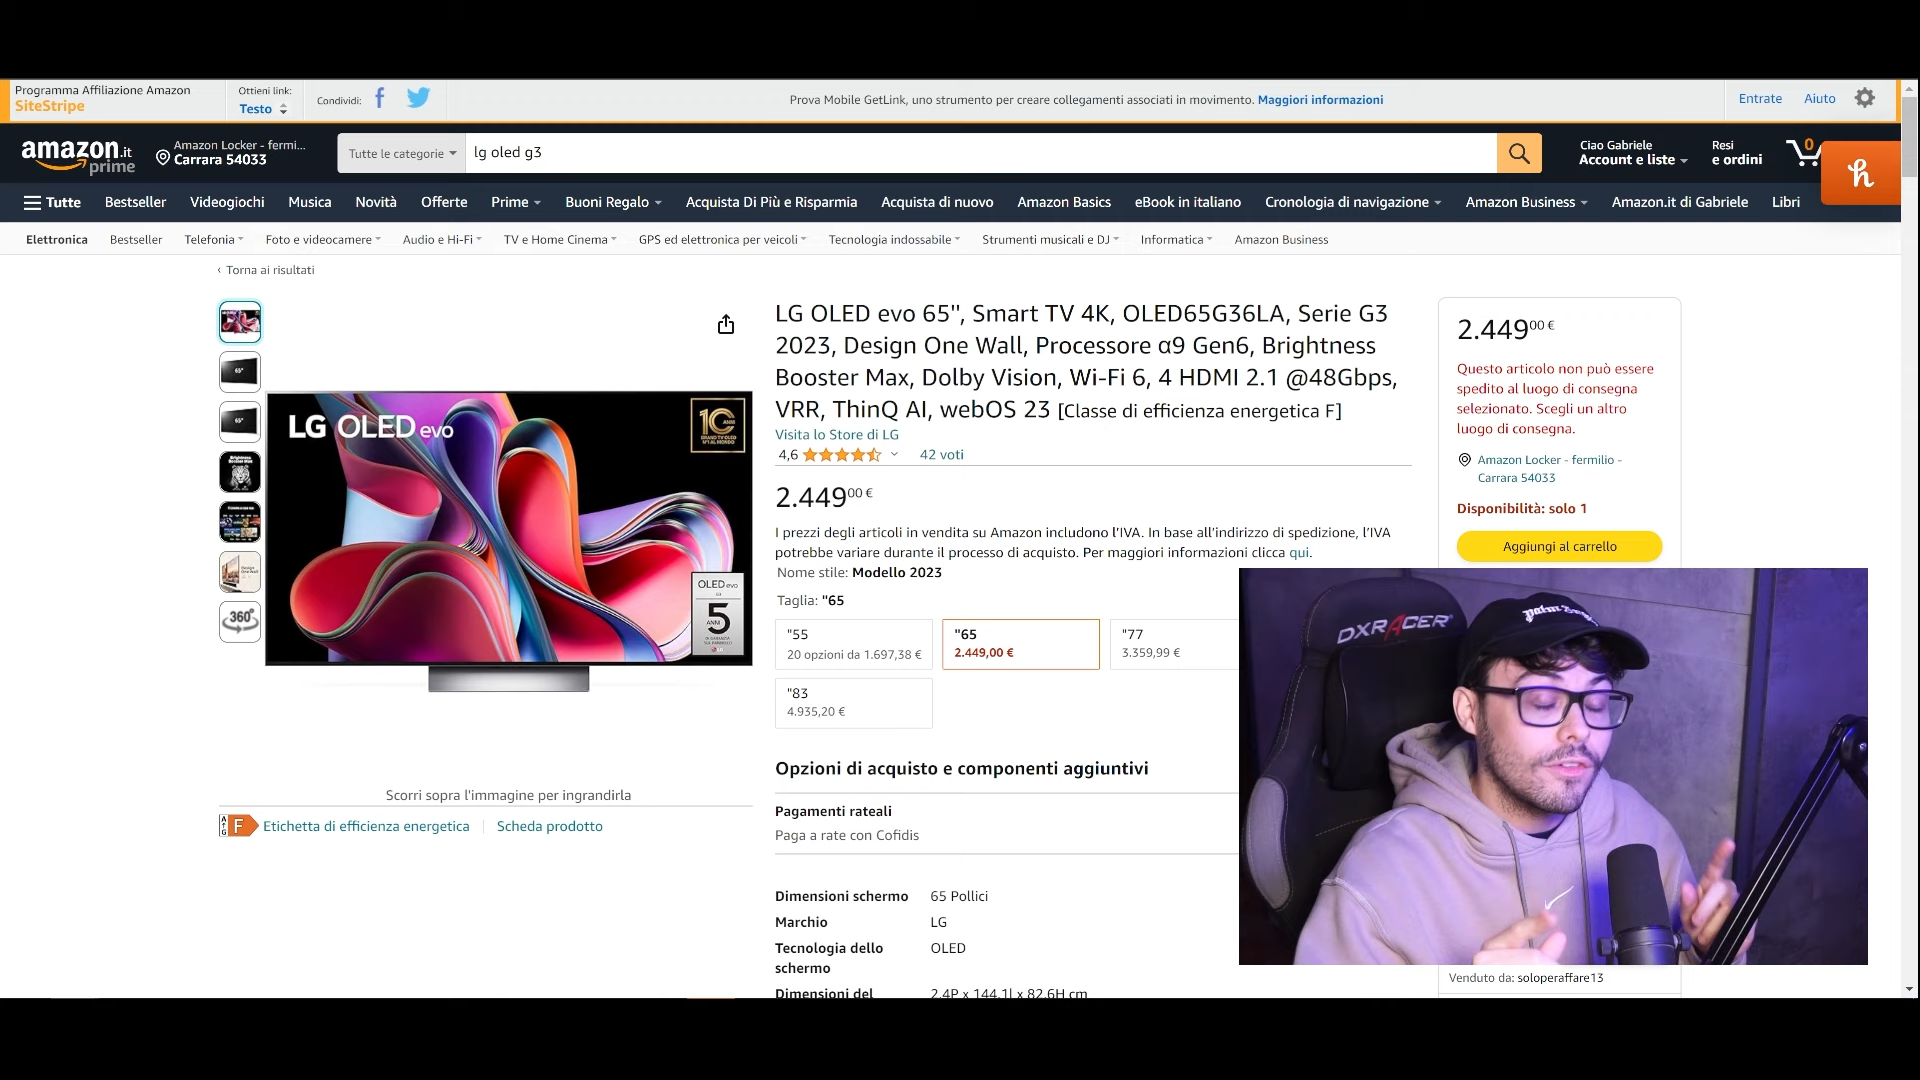 Programma Affiliazione Amazon
SiteStripe
Ottieni link:
Testo
Condividi:
Prova Mobile GetLink, uno strumento per creare collegamenti associati in movimento. Maggiori informazioni
Entrate
Aiuto
amazon.it
prime
Amazon Locker - fermi...
Carrara 54033
Tutte le categorie
lg oled g3
Ciao Gabriele
Account e liste
Resi
e ordini
0
Tutte
Bestseller
Videogiochi
Musica
Novità
Offerte
Prime
Buoni Regalo
Acquista Di Più e Risparmia
Acquista di nuovo
Amazon Basics
eBook in italiano
Cronologia di navigazione
Amazon Business
Amazon.it di Gabriele
Libri
Elettronica
Bestseller
Telefonia
Foto e videocamere
Audio e Hi-Fi
TV e Home Cinema
GPS ed elettronica per veicoli
Tecnologia indossabile
Strumenti musicali e DJ
Informatica
Amazon Business
‹ Torna ai risultati
LG OLED evo
OLED evo
5
ANNI
360°
Scorri sopra l'immagine per ingrandirla
F
Etichetta di efficienza energetica
Scheda prodotto
LG OLED evo 65", Smart TV 4K, OLED65G36LA, Serie G3
2023, Design One Wall, Processore α9 Gen6, Brightness
Booster Max, Dolby Vision, Wi-Fi 6, 4 HDMI 2.1 @48Gbps,
VRR, ThinQ AI, webOS 23 [Classe di efficienza energetica F]
Visita lo Store di LG
4,6
42 voti
2.44900 €
I prezzi degli articoli in vendita su Amazon includono l'IVA. In base all'indirizzo di spedizione, l'IVA
potrebbe variare durante il processo di acquisto. Per maggiori informazioni clicca qui.
Nome stile: Modello 2023
Taglia: "65
"55
20 opzioni da 1.697,38 €
"65
2.449,00 €
"77
3.359,99 €
"83
4.935,20 €
Opzioni di acquisto e componenti aggiuntivi
Pagamenti rateali
Paga a rate con Cofidis
Dimensioni schermo 65 Pollici
Marchio LG
Tecnologia dello OLED
schermo
Dimensioni del 2.4P x 144.1l x 82.6H cm
2.44900 €
Questo articolo non può essere
spedito al luogo di consegna
selezionato. Scegli un altro
luogo di consegna.
Amazon Locker - fermilio -
Carrara 54033
Disponibilità: solo 1
Aggiungi al carrello
DXRACER
Venduto da: soloperaffare13